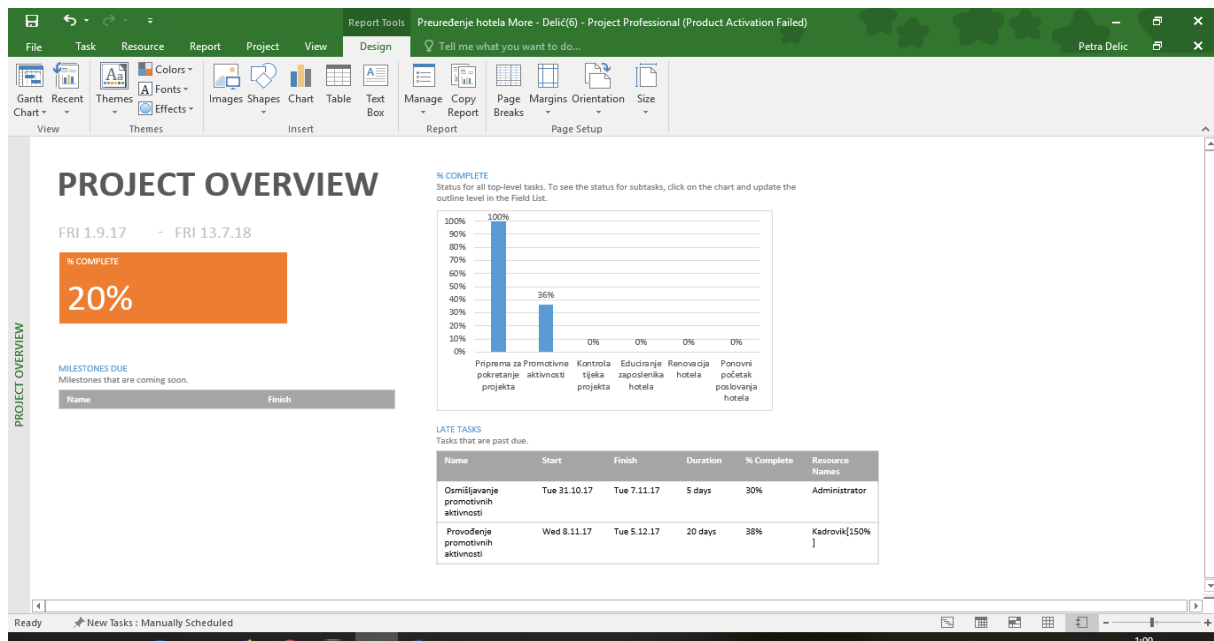 Report Tools
Preuređenje hotela More - Delić(6) - Project Professional (Product Activation Failed)
File Task Resource Report Project View Design Tell me what you want to do... Petra Delic
Gantt Chart
Recent
Themes
Colors
Fonts
Effects
Images Shapes Chart Table Text Box
Manage Copy Report
Page Breaks Margins Orientation Size
View Themes Insert Report Page Setup
PROJECT OVERVIEW
PROJECT OVERVIEW
FRI 1.9.17 - FRI 13.7.18
% COMPLETE
20%
MILESTONES DUE
Milestones that are coming soon.
Name Finish
% COMPLETE
Status for all top-level tasks. To see the status for subtasks, click on the chart and update the
outline level in the Field List.
100%
90%
80%
70%
60%
50%
40%
30%
20%
10%
0%
100% 36% 0% 0% 0% 0%
Priprema za pokretanje projekta
Promotivne aktivnosti
Kontrola tijeka projekta
Educiranje zaposlenika hotela
Renovacija hotela
Ponovni početak poslovanja hotela
LATE TASKS
Tasks that are past due.
Name Start Finish Duration % Complete Resource Names
Osmišljavanje promotivnih aktivnosti Tue 31.10.17 Tue 7.11.17 5 days 30% Administrator
Provođenje promotivnih aktivnosti Wed 8.11.17 Tue 5.12.17 20 days 38% Kadrovik[150%]
Ready New Tasks : Manually Scheduled